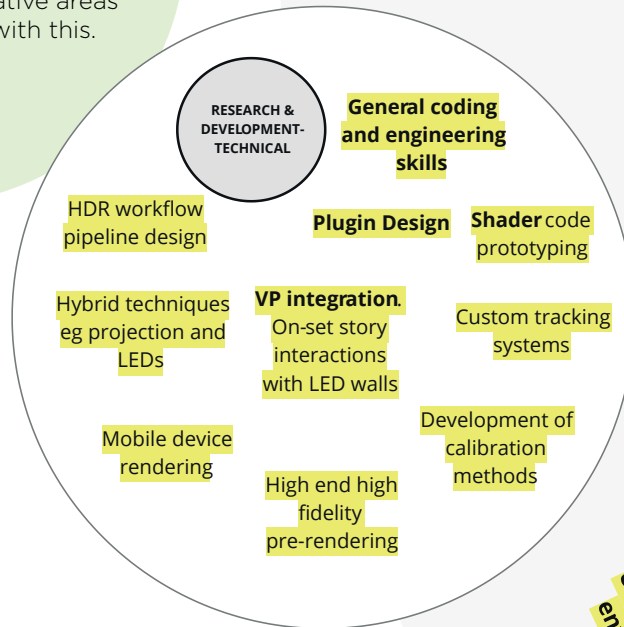 ative areas
with this.
RESEARCH &
DEVELOPMENT-
TECHNICAL
General coding
and engineering
skills
HDR workflow
pipeline design
Plugin Design
Shader code
prototyping
Hybrid techniques
eg projection and
LEDs
VP integration.
On-set story
interactions
with LED walls
Custom tracking
systems
Mobile device
rendering
Development of
calibration
methods
High end high
fidelity
pre-rendering
en